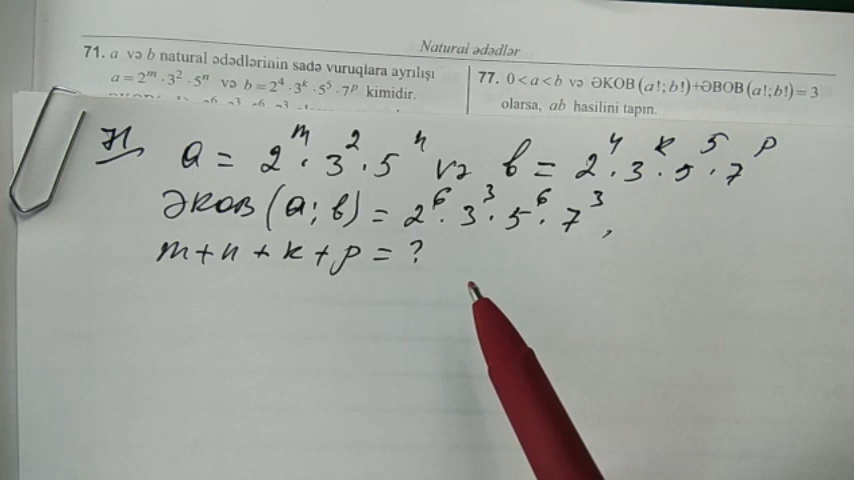 Natural ədədlər
71. a və b natural ədədlərinin sadə vuruqlara ayrılışı
a = 2^m · 3^2 · 5^n və b = 2^4 · 3^k · 5^5 · 7^p kimidir.
77. 0 < a < b və ƏKOB(a!; b!)+ƏBOB(a!; b!) = 3
olarsa, ab hasilini tapın.
71 a = 2^m · 3^2 · 5^n və b = 2^4 · 3^k · 5^5 · 7^p
ƏKOB (a; b) = 2^6 · 3^3 · 5^6 · 7^3,
m + n + k + p = ?